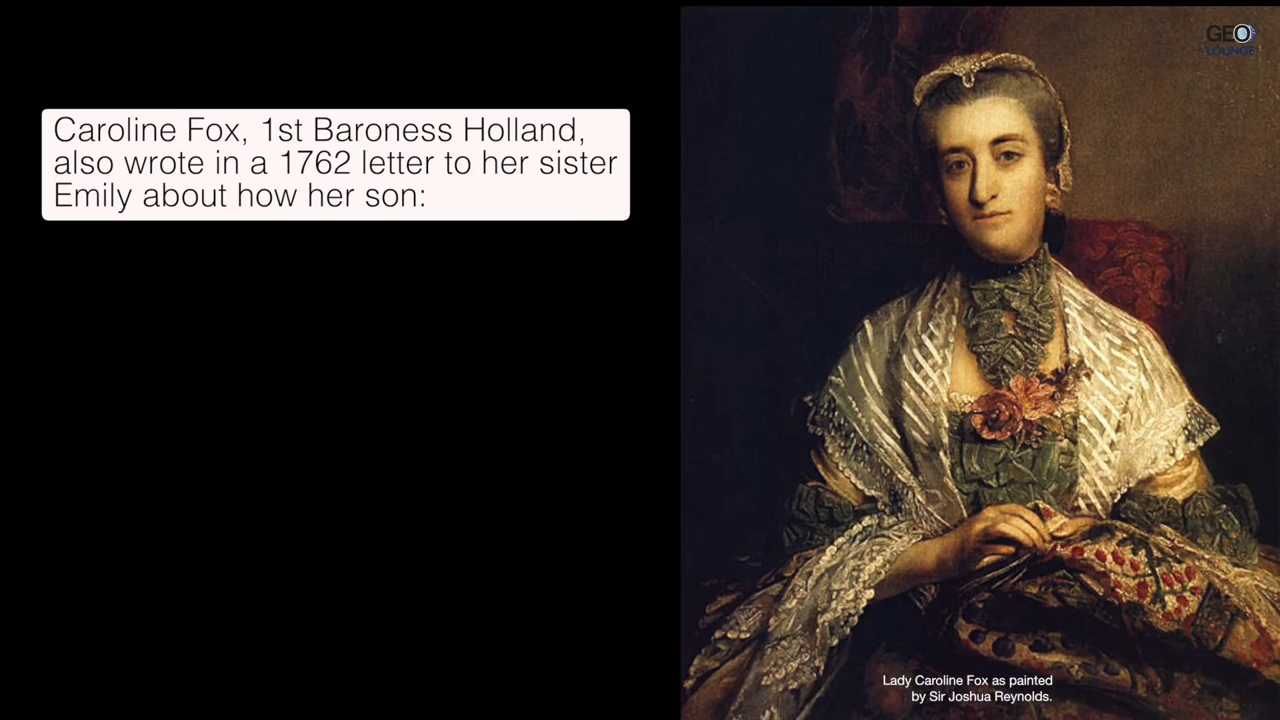 GEO
LOUNGE
Caroline Fox, 1st Baroness Holland,
also wrote in a 1762 letter to her sister
Emily about how her son:
Lady Caroline Fox as painted
by Sir Joshua Reynolds.